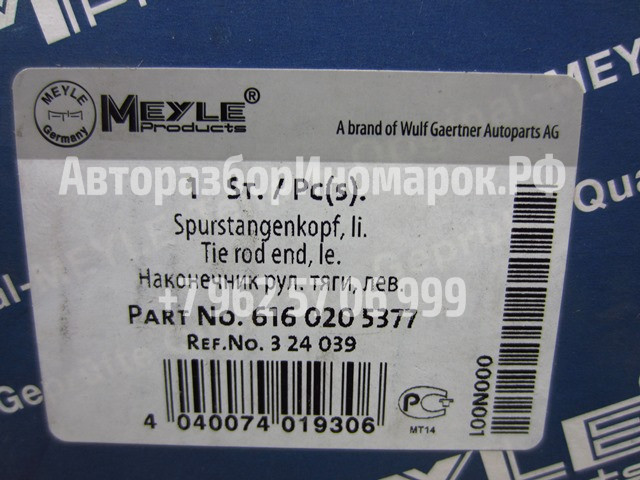 MEYLE
Germany
MEYLE®
Products
A brand of Wulf Gaertner Autoparts AG
АвторазборИномарок.РФ
1 St. / Pc(s).
Spurstangenkopf, li.
Tie rod end, le.
Наконечник рул. тяги, лев.
+7 962 57 06 999
Part No. 616 020 5377
Ref.No. 3 24 039
4 040074 019306
PC
MT14
000N001